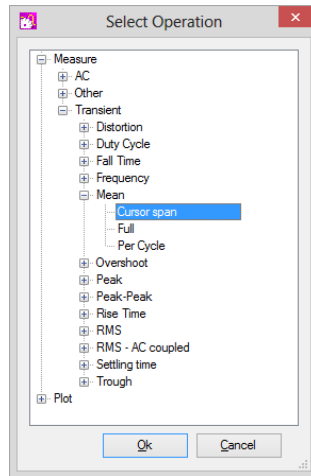 Select Operation
Measure
AC
Other
Transient
Distortion
Duty Cycle
Fall Time
Frequency
Mean
Cursor span
Full
Per Cycle
Overshoot
Peak
Peak-Peak
Rise Time
RMS
RMS - AC coupled
Settling time
Trough
Plot
Ok Cancel